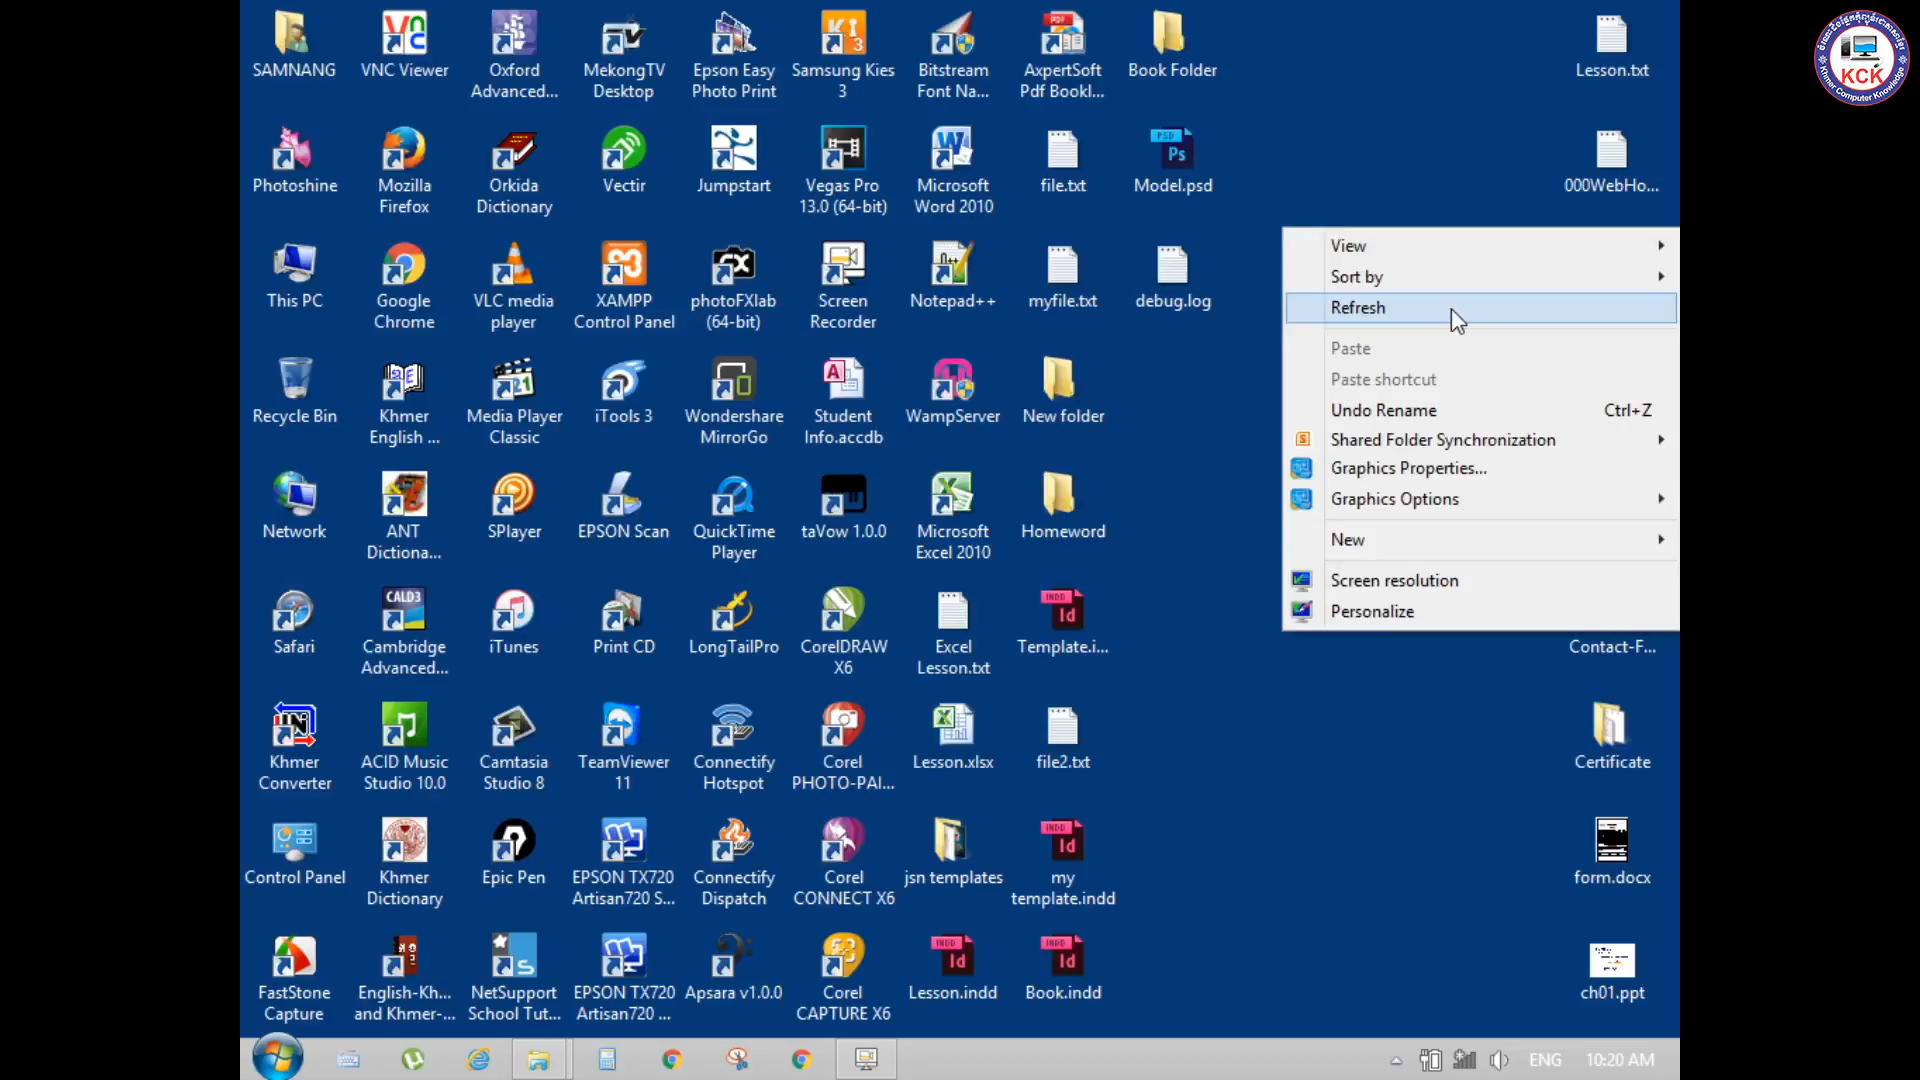 SAMNANG
VNC Viewer
Oxford
Advanced...
MekongTV
Desktop
Epson Easy
Photo Print
Samsung Kies
3
Bitstream
Font Na...
AxpertSoft
Pdf Bookl...
Book Folder
Lesson.txt
Photoshine
Mozilla
Firefox
Orkida
Dictionary
Vectir
Jumpstart
Vegas Pro
13.0 (64-bit)
Microsoft
Word 2010
file.txt
Model.psd
000WebHo...
This PC
Google
Chrome
VLC media
player
XAMPP
Control Panel
photoFXlab
(64-bit)
Screen
Recorder
Notepad++
myfile.txt
debug.log
Recycle Bin
Khmer
English ...
Media Player
Classic
iTools 3
Wondershare
MirrorGo
Student
Info.accdb
WampServer
New folder
Network
ANT
Dictiona...
SPlayer
EPSON Scan
QuickTime
Player
taVow 1.0.0
Microsoft
Excel 2010
Homeword
Safari
Cambridge
Advanced...
iTunes
Print CD
LongTailPro
CorelDRAW
X6
Excel
Lesson.txt
Template.i...
Contact-F...
Khmer
Converter
ACID Music
Studio 10.0
Camtasia
Studio 8
TeamViewer
11
Connectify
Hotspot
Corel
PHOTO-PAI...
Lesson.xlsx
file2.txt
Certificate
Control Panel
Khmer
Dictionary
Epic Pen
EPSON TX720
Artisan720 S...
Connectify
Dispatch
Corel
CONNECT X6
jsn templates
my
template.indd
form.docx
FastStone
Capture
English-Kh...
and Khmer-...
NetSupport
School Tut...
EPSON TX720
Artisan720 ...
Apsara v1.0.0
Corel
CAPTURE X6
Lesson.indd
Book.indd
ch01.ppt
View
Sort by
Refresh
Paste
Paste shortcut
Undo Rename Ctrl+Z
Shared Folder Synchronization
Graphics Properties...
Graphics Options
New
Screen resolution
Personalize
ENG 10:20 AM
KCK
Khmer Computer Knowledge